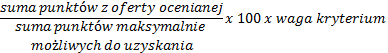 suma punktów z oferty ocenianej
suma punktów maksymalnie
możliwych do uzyskania
x 100 x waga kryterium